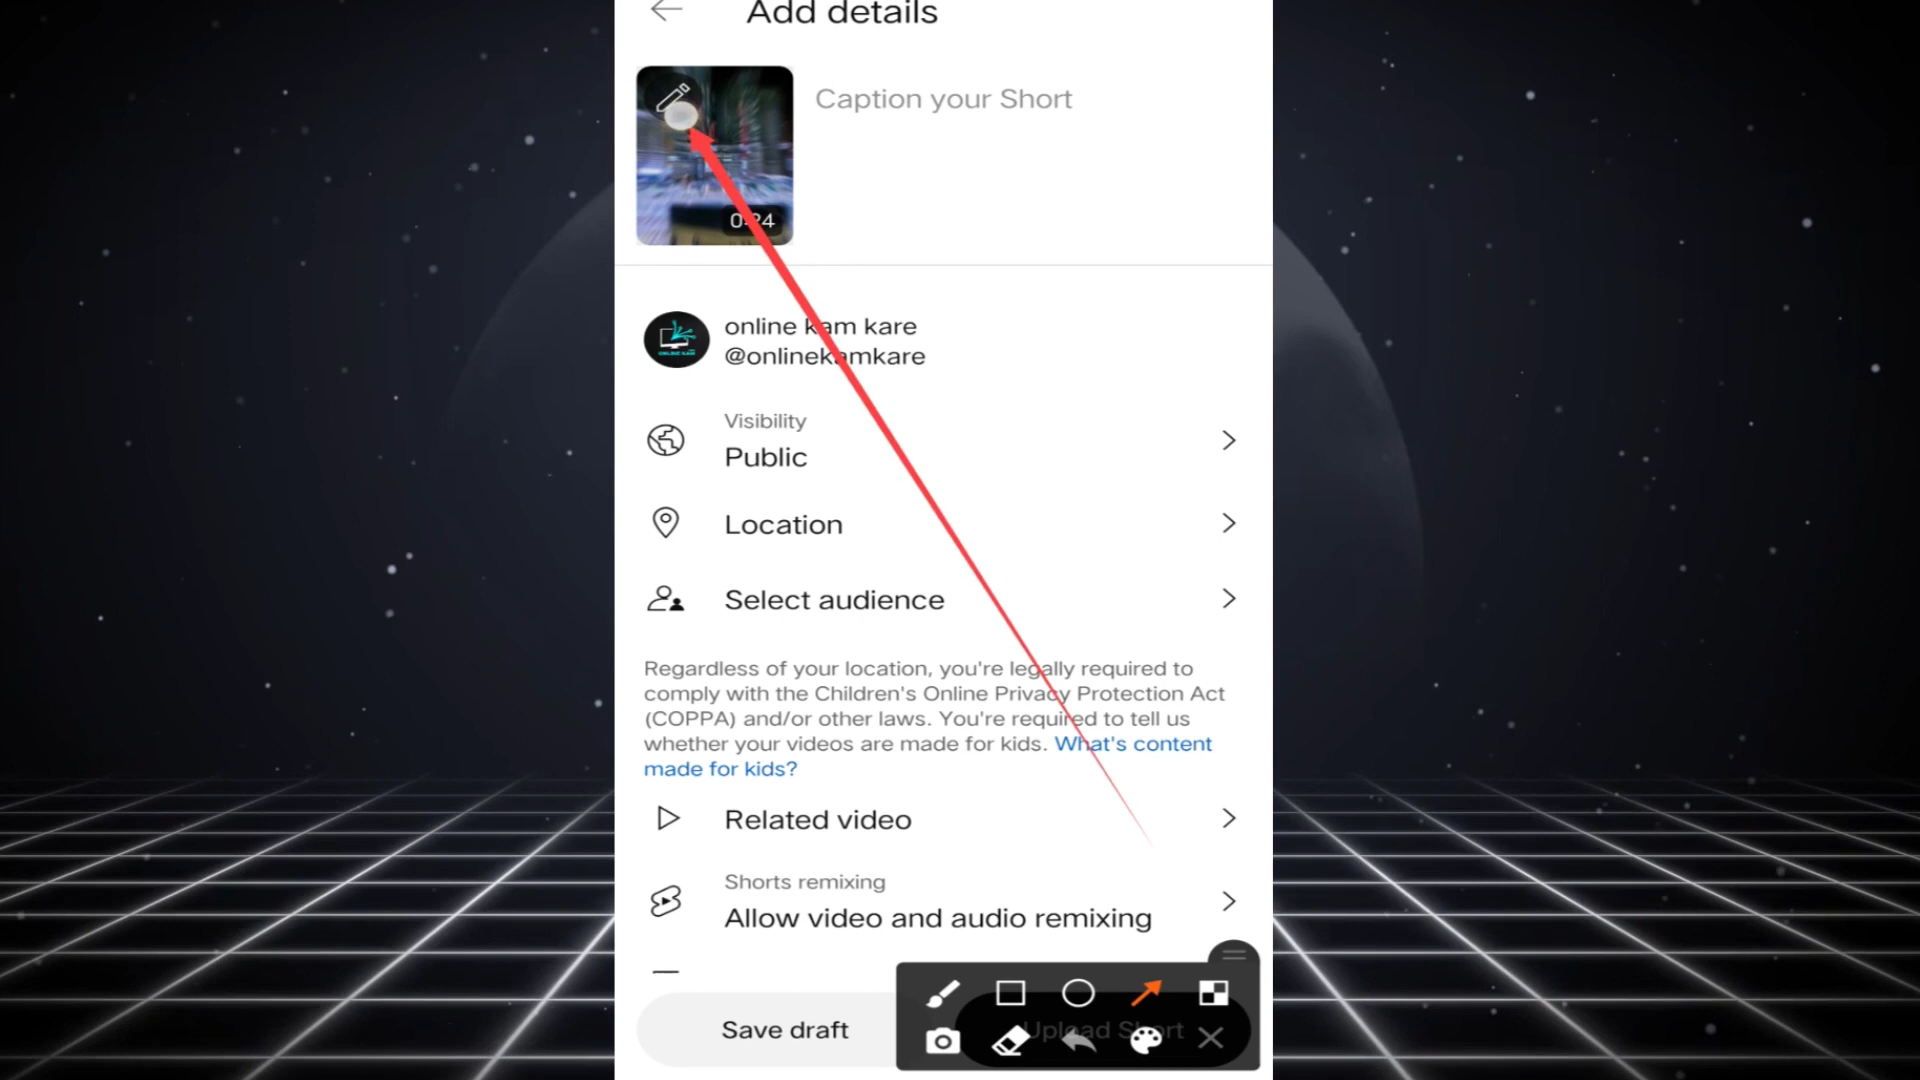 Add details
Caption your Short
0:24
online kam kare
@onlinekamkare
Visibility
Public
Location
Select audience
Regardless of your location, you're legally required to
comply with the Children's Online Privacy Protection Act
(COPPA) and/or other laws. You're required to tell us
whether your videos are made for kids. What's content
made for kids?
Related video
Shorts remixing
Allow video and audio remixing
Save draft
Upload Short